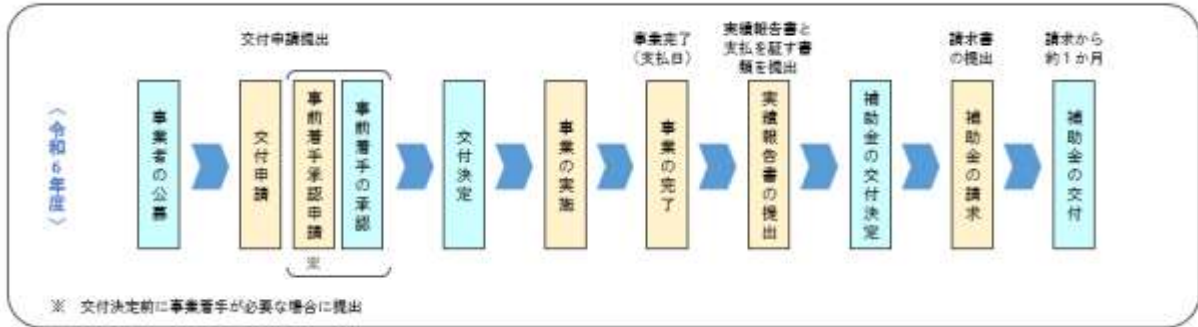 交付申請提出
事業完了
（支払日）
実績報告書と
支払を証す書
類を提出
請求書
の提出
請求から
約１か月
〈令和６年度〉
事業者の公募
交付申請
事前着手承認申請
事前着手の承認
交付決定
事業の実施
事業の完了
実績報告書の提出
補助金の交付決定
補助金の請求
補助金の交付
※
※　交付決定前に事業着手が必要な場合に提出